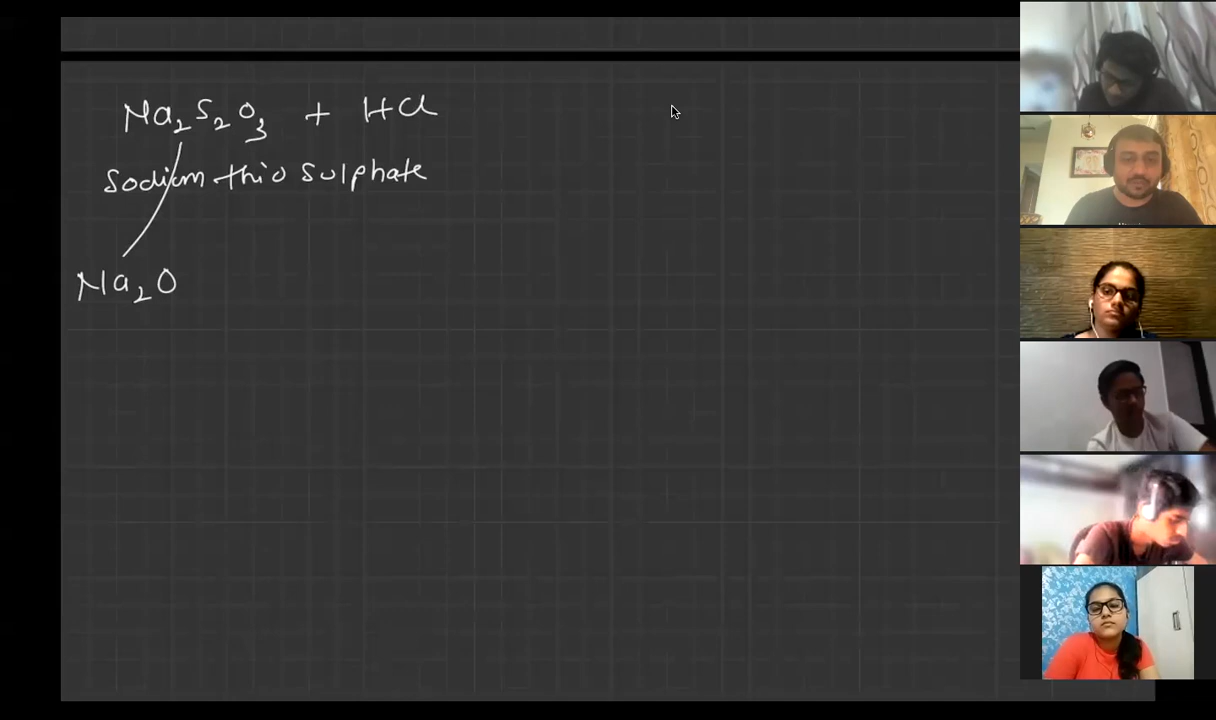 Na₂S₂O₃ + HCl
Sodium thio sulphate
Na₂O